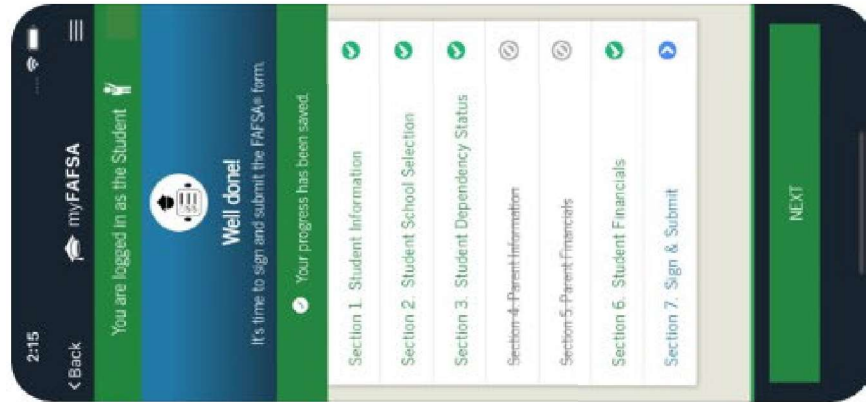 2:15
< Back
myFAFSA
You are logged in as the Student
Well done!
It's time to sign and submit the FAFSA® form.
Your progress has been saved.
Section 1. Student Information
Section 2. Student School Selection
Section 3. Student Dependency Status
Section 4. Parent Information
Section 5. Parent Financials
Section 6. Student Financials
Section 7. Sign & Submit
NEXT